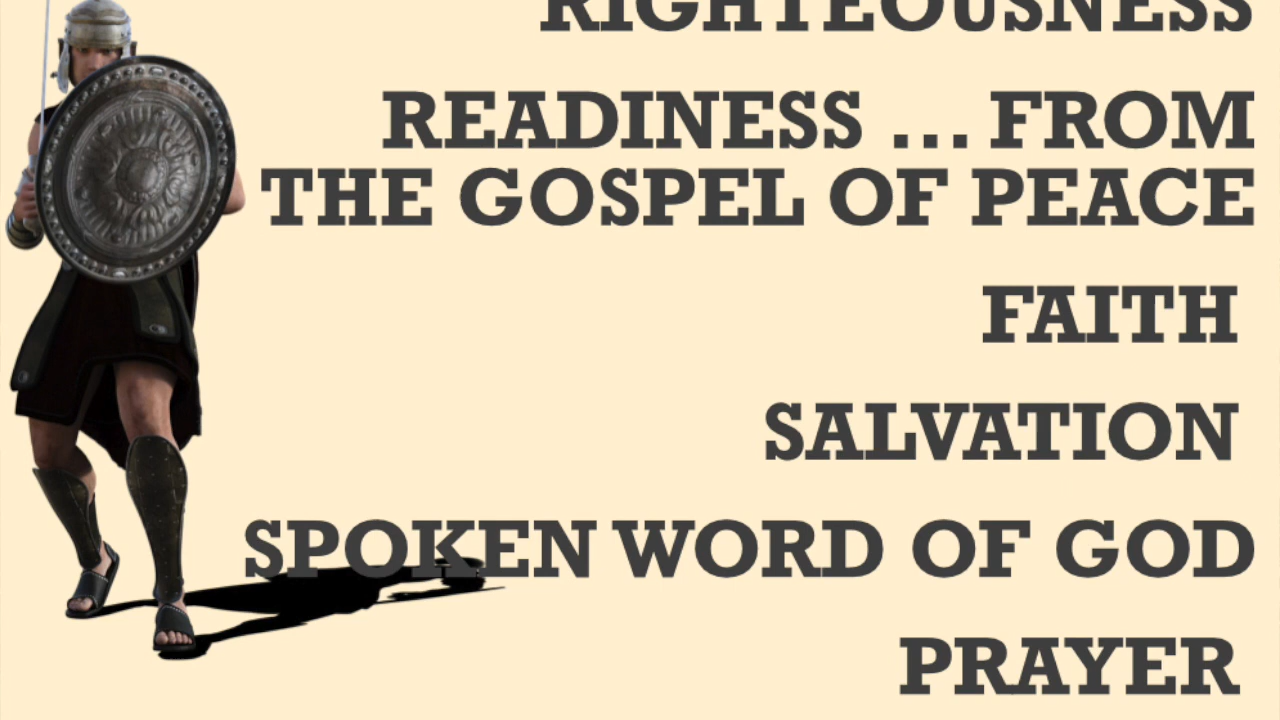 RIGHTEOUSNESS
READINESS ... FROM
THE GOSPEL OF PEACE
FAITH
SALVATION
SPOKEN WORD OF GOD
PRAYER